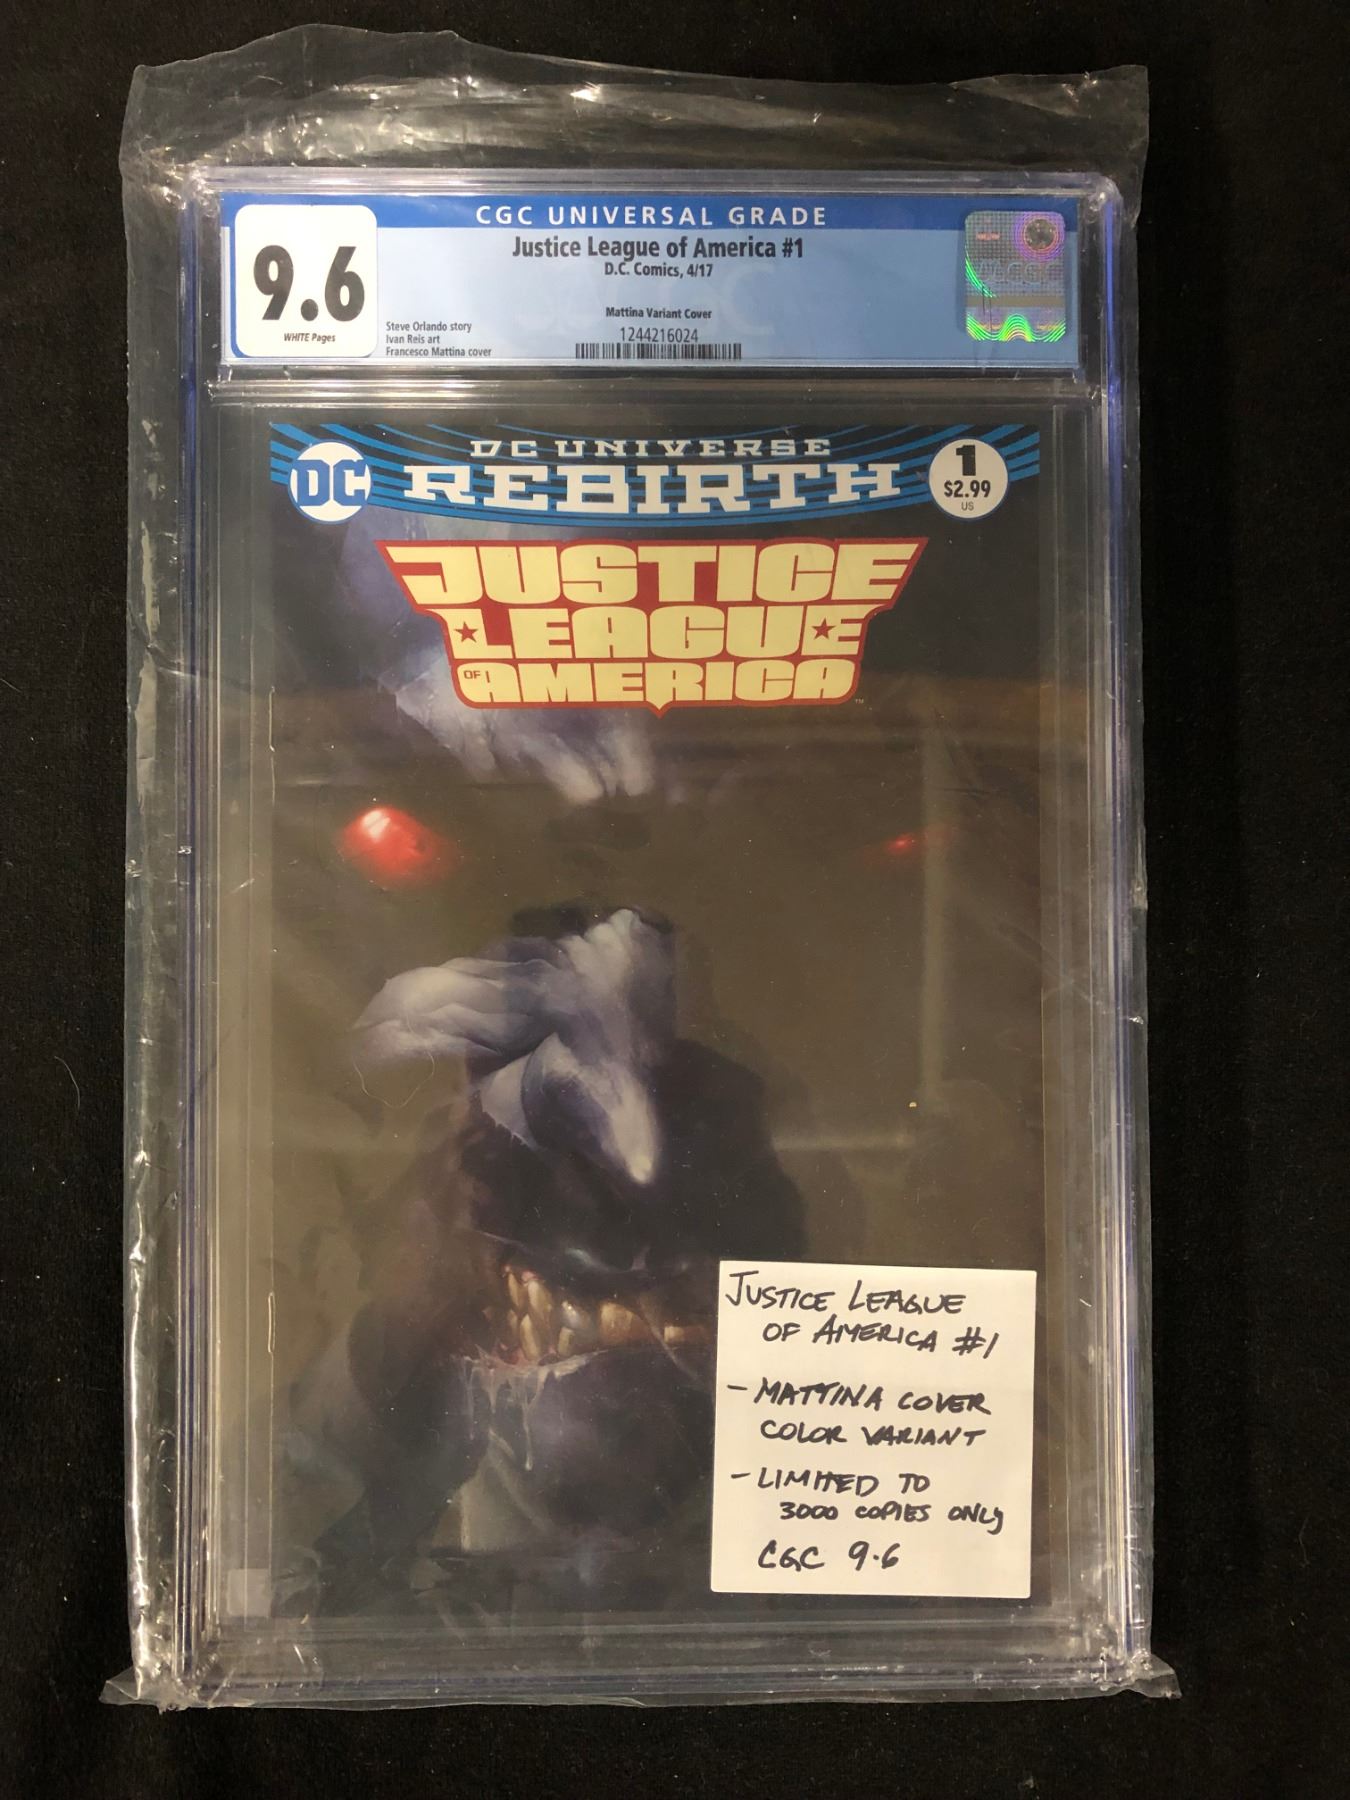 CGC UNIVERSAL GRADE
9.6
WHITE Pages
Justice League of America #1
D.C. Comics, 4/17
Mattina Variant Cover
1244216024
Steve Orlando story
Ivan Reis art
Francesco Mattina cover
CGC
DC
DC UNIVERSE
REBIRTH
1
$2.99
US
JUSTICE
LEAGUE
OF AMERICA
TM
JUSTICE LEAGUE
OF AMERICA #1
- MATTINA COVER
COLOR VARIANT
- LIMITED TO
3000 COPIES ONLY
CGC 9.6